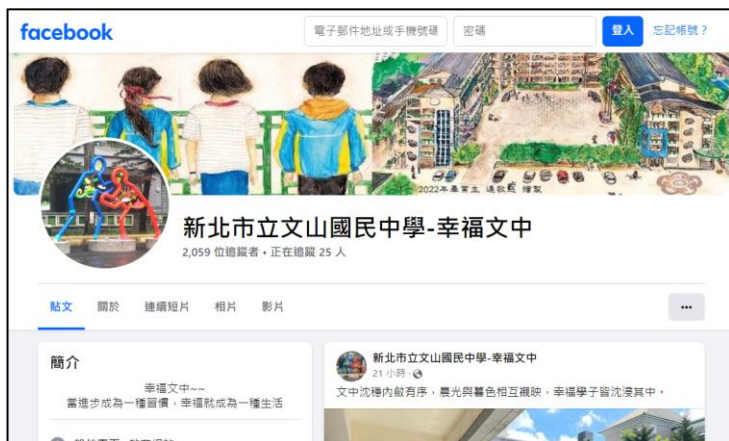 facebook
電子郵件地址或手機號碼
密碼
登入
忘記帳號?
2022年畢業生
繪製
新北市立文山國民中學-幸福文中
2,059 位追蹤者 • 正在追蹤 25 人
貼文
關於
連續短片
相片
影片
簡介
幸福文中~~
當進步成為一種習慣,幸福就成為一種生活
新北市立文山國民中學-幸福文中
21 小時 ·
文中沈穩內斂有序,晨光與暮色相互襯映,幸福學子皆沈浸其中。